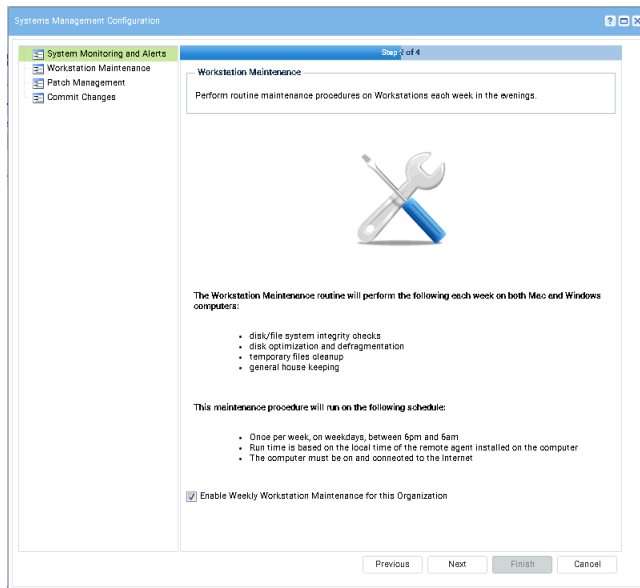 Systems Management Configuration
System Monitoring and Alerts
Workstation Maintenance
Patch Management
Commit Changes
Step 2 of 4
Workstation Maintenance
Perform routine maintenance procedures on Workstations each week in the evenings.
The Workstation Maintenance routine will perform the following each week on both Mac and Windows
computers:
• disk/file system integrity checks
• disk optimization and defragmentation
• temporary files cleanup
• general house keeping
This maintenance procedure will run on the following schedule:
• Once per week, on weekdays, between 6pm and 6am
• Run time is based on the local time of the remote agent installed on the computer
• The computer must be on and connected to the Internet
Enable Weekly Workstation Maintenance for this Organization
Previous Next Finish Cancel